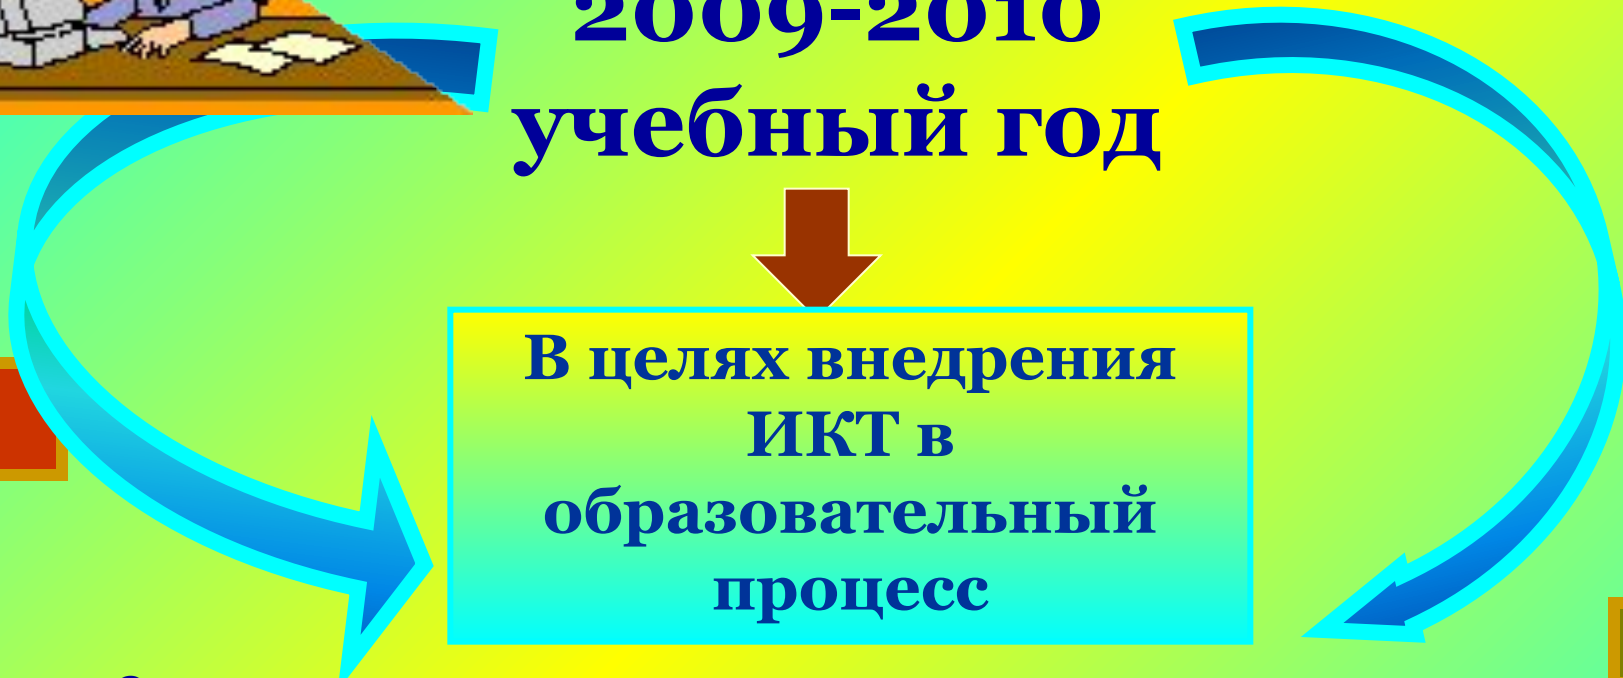 2009-2010
учебный год
В целях внедрения
ИКТ в
образовательный
процесс